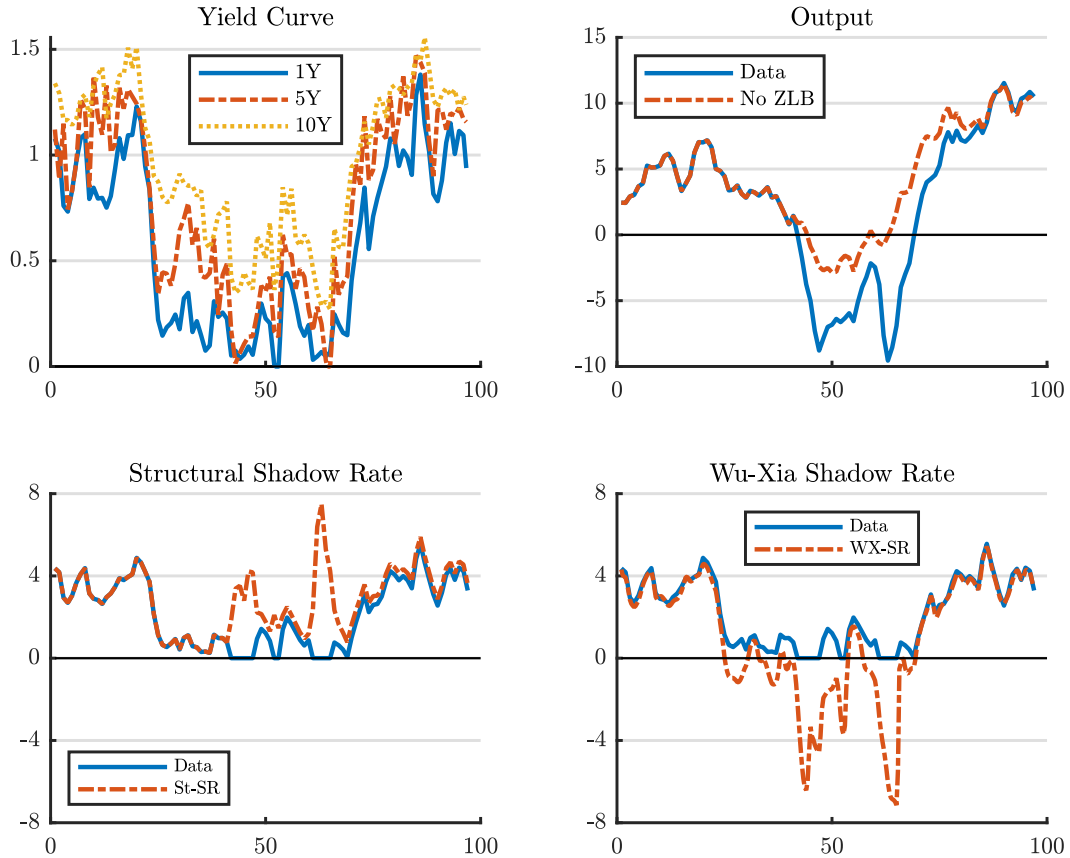 Yield Curve
1.5
1
0.5
0
1Y
5Y
10Y
0
50
100
Output
15
10
5
0
-5
-10
Data
No ZLB
0
50
100
Structural Shadow Rate
8
4
0
-4
-8
Data
St-SR
0
50
100
Wu-Xia Shadow Rate
8
4
0
-4
-8
Data
WX-SR
0
50
100